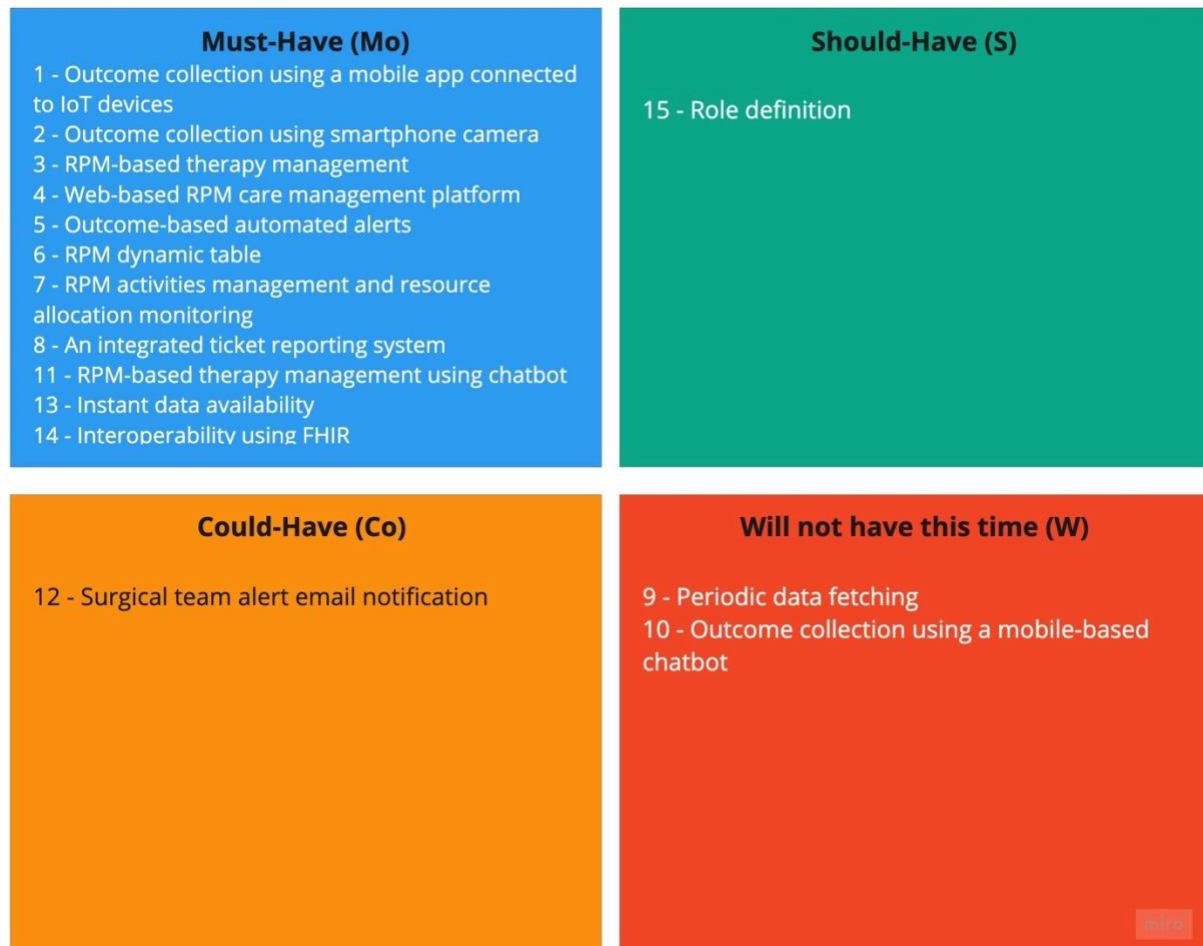 Must-Have (Mo)
1 - Outcome collection using a mobile app connected
to IoT devices
2 - Outcome collection using smartphone camera
3 - RPM-based therapy management
4 - Web-based RPM care management platform
5 - Outcome-based automated alerts
6 - RPM dynamic table
7 - RPM activities management and resource
allocation monitoring
8 - An integrated ticket reporting system
11 - RPM-based therapy management using chatbot
13 - Instant data availability
14 - Interoperability using FHIR
Should-Have (S)
15 - Role definition
Could-Have (Co)
12 - Surgical team alert email notification
Will not have this time (W)
9 - Periodic data fetching
10 - Outcome collection using a mobile-based
chatbot
miro